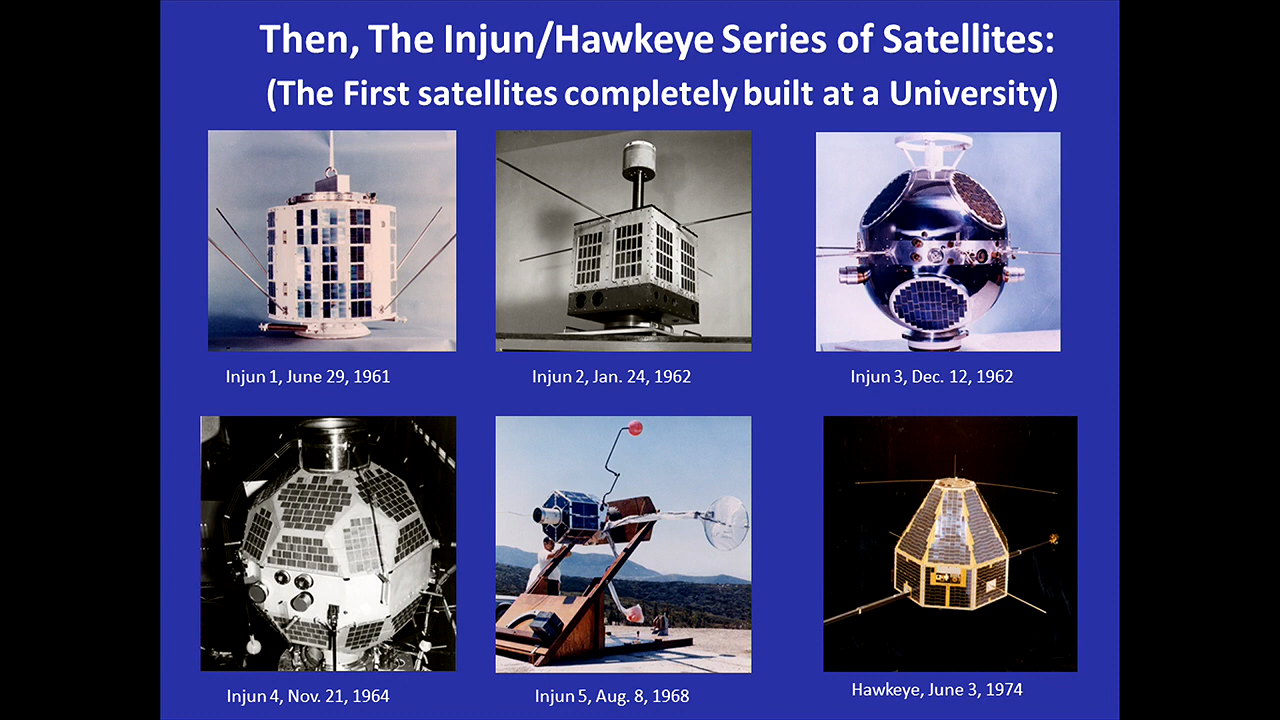 Then, The Injun/Hawkeye Series of Satellites:
(The First satellites completely built at a University)
Injun 1, June 29, 1961
Injun 2, Jan. 24, 1962
Injun 3, Dec. 12, 1962
Injun 4, Nov. 21, 1964
Injun 5, Aug. 8, 1968
Hawkeye, June 3, 1974